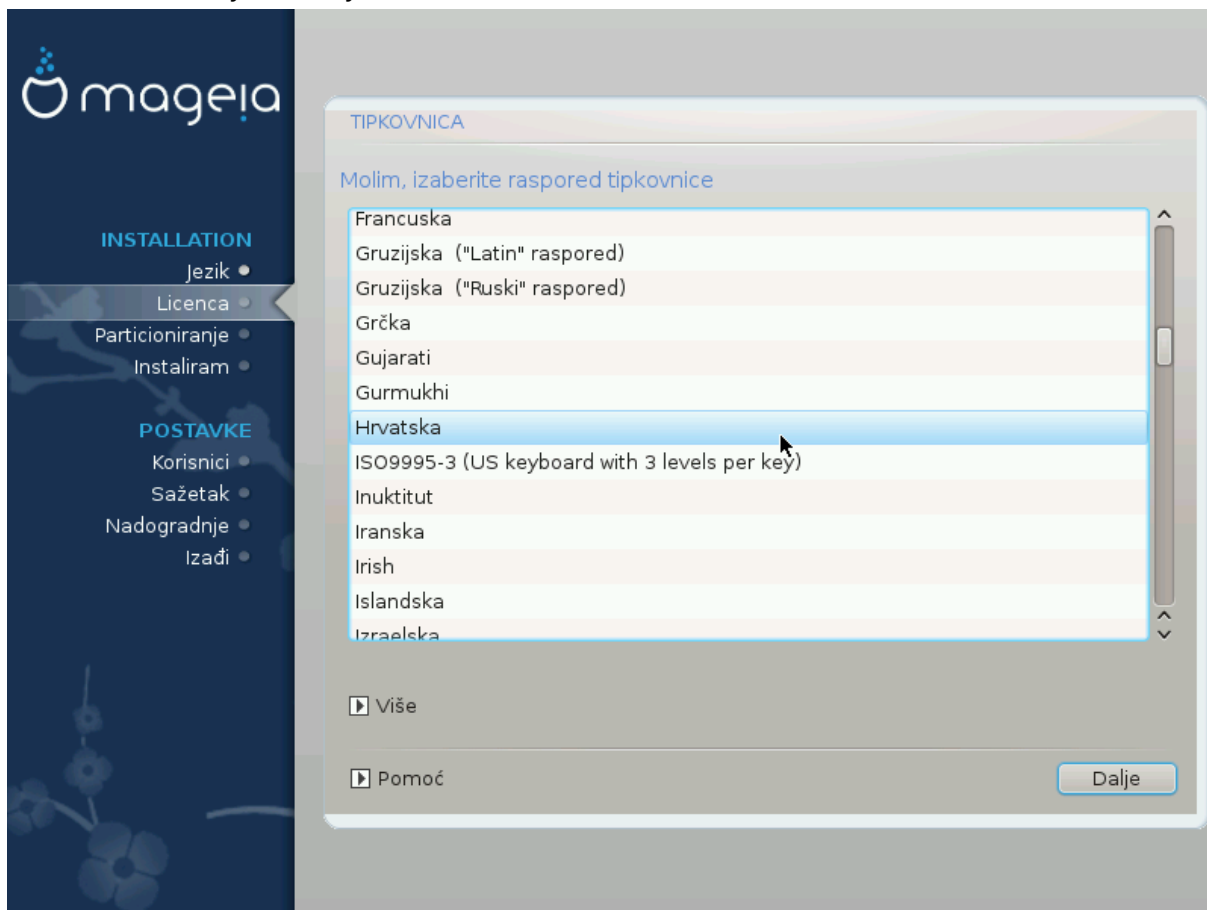 mageia
INSTALLATION
Jezik
Licenca
Particioniranje
Instaliram
POSTAVKE
Korisnici
Sažetak
Nadogradnje
Izađi
TIPKOVNICA
Molim, izaberite raspored tipkovnice
Francuska
Gruzijska ("Latin" raspored)
Gruzijska ("Ruski" raspored)
Grčka
Gujarati
Gurmukhi
Hrvatska
ISO9995-3 (US keyboard with 3 levels per key)
Inuktitut
Iranska
Irish
Islandska
Izraelska
Više
Pomoć
Dalje